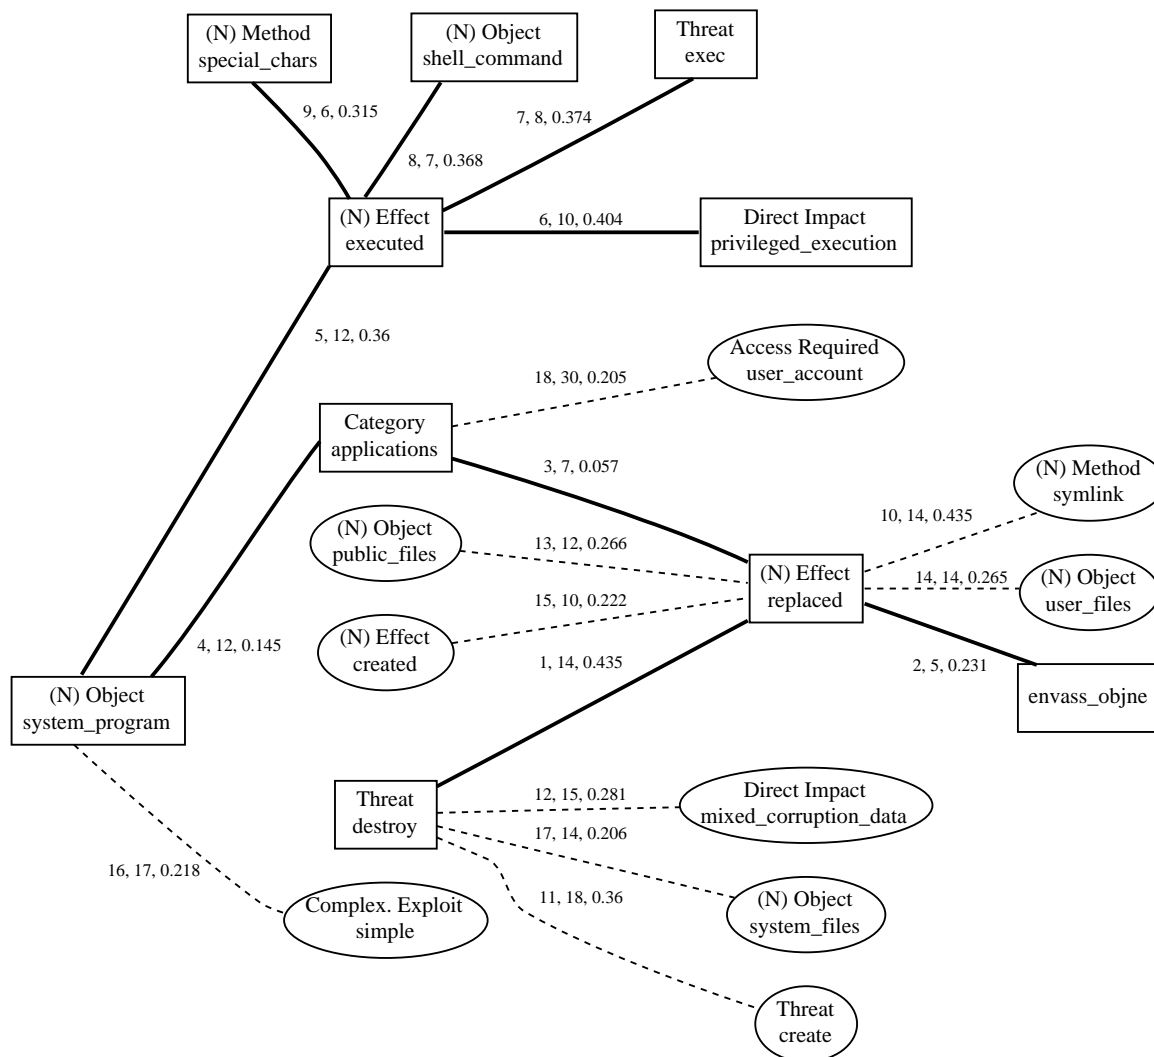 (N) Method
special_chars
(N) Object
shell_command
Threat
exec
9, 6, 0.315
7, 8, 0.374
8, 7, 0.368
(N) Effect
executed
6, 10, 0.404
Direct Impact
privileged_execution
5, 12, 0.36
Access Required
user_account
18, 30, 0.205
Category
applications
3, 7, 0.057
(N) Method
symlink
10, 14, 0.435
(N) Object
public_files
13, 12, 0.266
(N) Effect
replaced
14, 14, 0.265
(N) Object
user_files
15, 10, 0.222
(N) Effect
created
4, 12, 0.145
1, 14, 0.435
2, 5, 0.231
(N) Object
system_program
envass_objne
Threat
destroy
12, 15, 0.281
Direct Impact
mixed_corruption_data
17, 14, 0.206
16, 17, 0.218
11, 18, 0.36
Complex. Exploit
simple
(N) Object
system_files
Threat
create